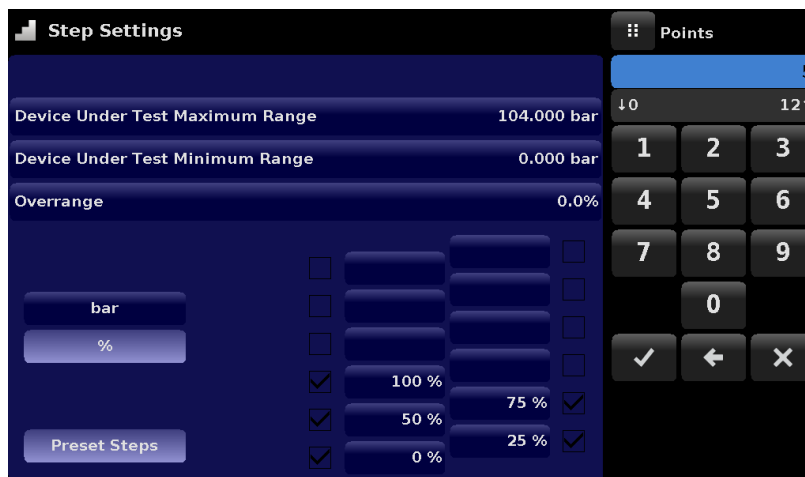 Step Settings
Points
5
Device Under Test Maximum Range 104.000 bar
↓0 12
Device Under Test Minimum Range 0.000 bar
Overrange 0.0%
1 2 3
4 5 6
7 8 9
0
bar
%
100 %
75 %
50 %
25 %
0 %
Preset Steps